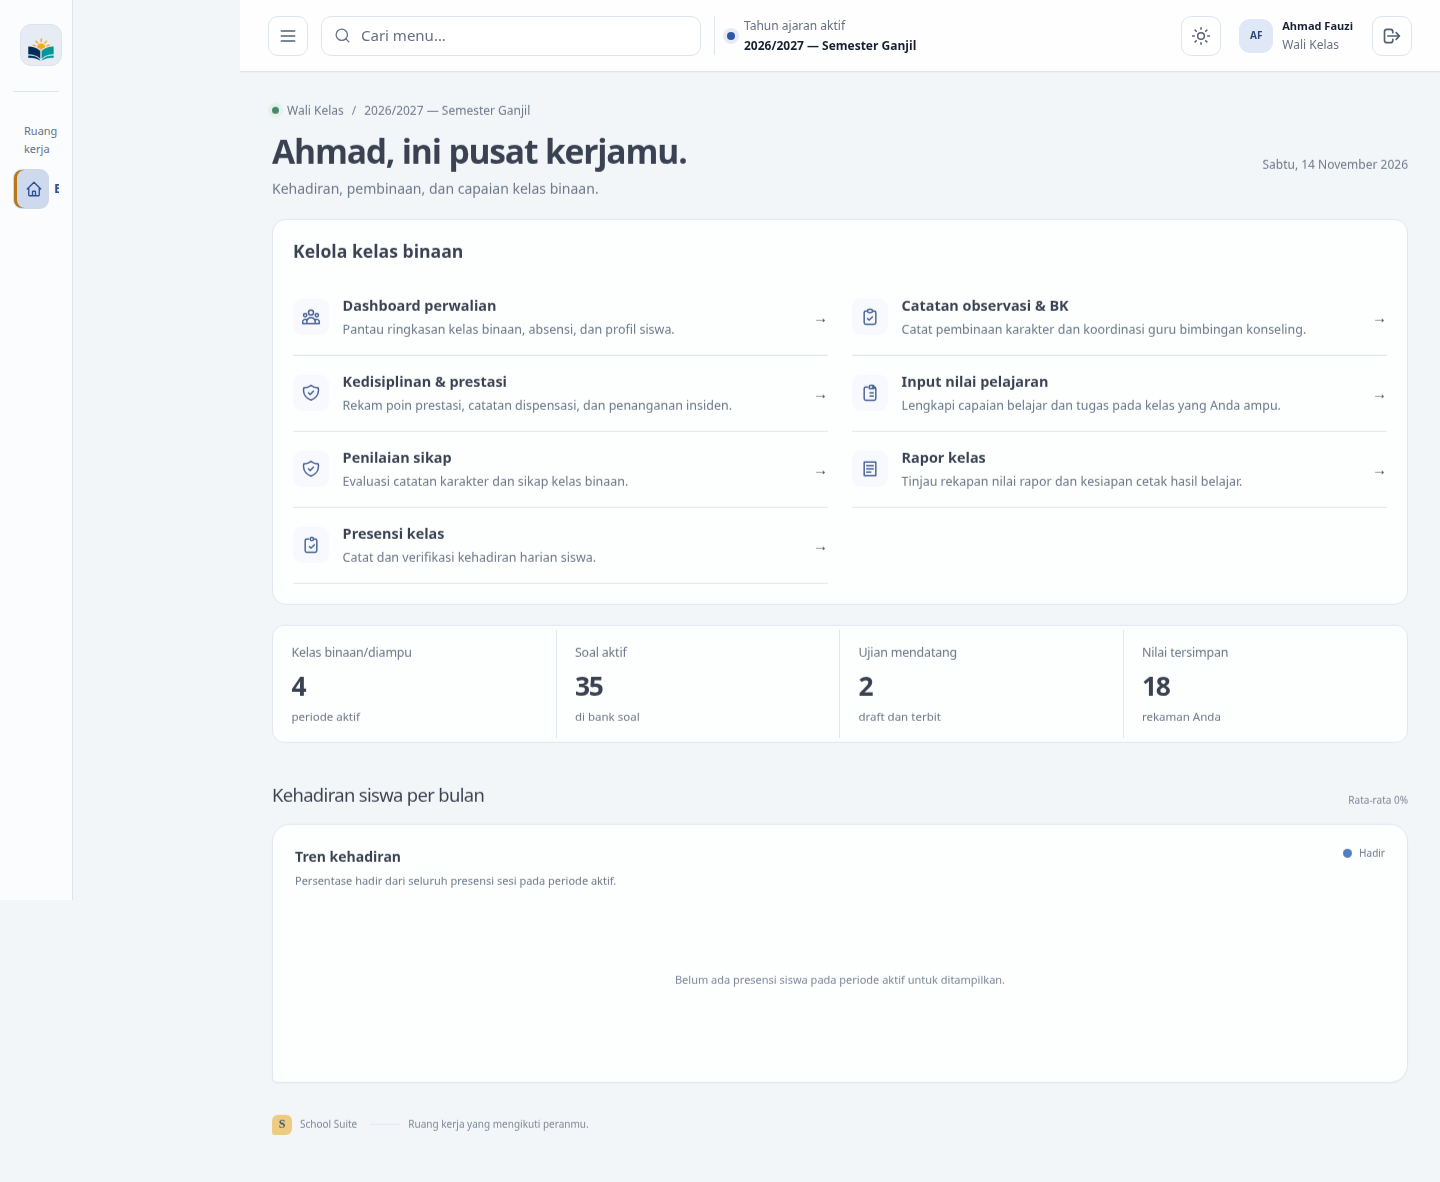 Ruang
kerja
Cari menu...
Tahun ajaran aktif
2026/2027 — Semester Ganjil
AF
Ahmad Fauzi
Wali Kelas
Wali Kelas / 2026/2027 — Semester Ganjil
Ahmad, ini pusat kerjamu.
Sabtu, 14 November 2026
Kehadiran, pembinaan, dan capaian kelas binaan.
Kelola kelas binaan
Dashboard perwalian
Pantau ringkasan kelas binaan, absensi, dan profil siswa.
→
Catatan observasi & BK
Catat pembinaan karakter dan koordinasi guru bimbingan konseling.
→
Kedisiplinan & prestasi
Rekam poin prestasi, catatan dispensasi, dan penanganan insiden.
→
Input nilai pelajaran
Lengkapi capaian belajar dan tugas pada kelas yang Anda ampu.
→
Penilaian sikap
Evaluasi catatan karakter dan sikap kelas binaan.
→
Rapor kelas
Tinjau rekapan nilai rapor dan kesiapan cetak hasil belajar.
→
Presensi kelas
Catat dan verifikasi kehadiran harian siswa.
→
Kelas binaan/diampu
4
periode aktif
Soal aktif
35
di bank soal
Ujian mendatang
2
draft dan terbit
Nilai tersimpan
18
rekaman Anda
Kehadiran siswa per bulan
Rata-rata 0%
Tren kehadiran
Hadir
Persentase hadir dari seluruh presensi sesi pada periode aktif.
Belum ada presensi siswa pada periode aktif untuk ditampilkan.
S
School Suite
Ruang kerja yang mengikuti peranmu.